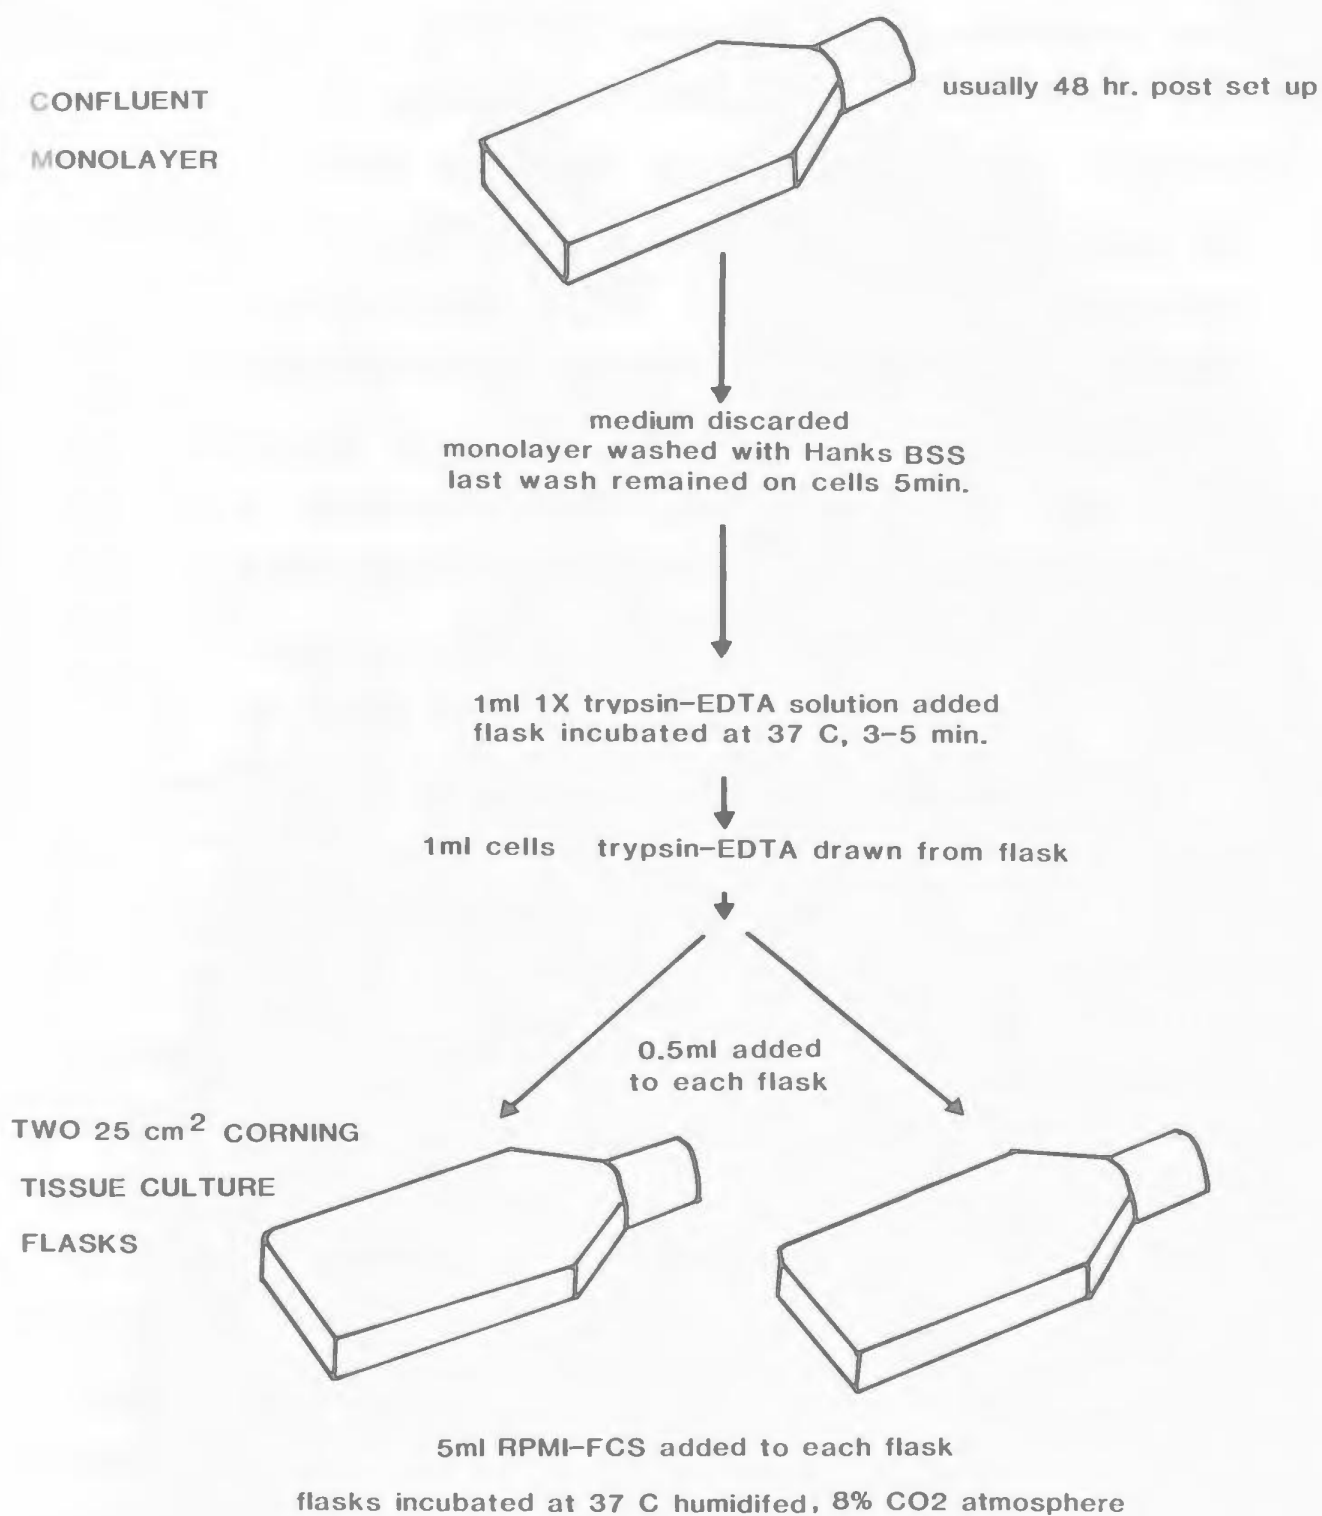 CONFLUENT
MONOLAYER
usually 48 hr. post set up
medium discarded
monolayer washed with Hanks BSS
last wash remained on cells 5min.
1ml 1X trypsin-EDTA solution added
flask incubated at 37 C, 3-5 min.
1ml cells trypsin-EDTA drawn from flask
0.5ml added
to each flask
TWO 25 cm² CORNING
TISSUE CULTURE
FLASKS
5ml RPMI-FCS added to each flask
flasks incubated at 37 C humidifed, 8% CO2 atmosphere